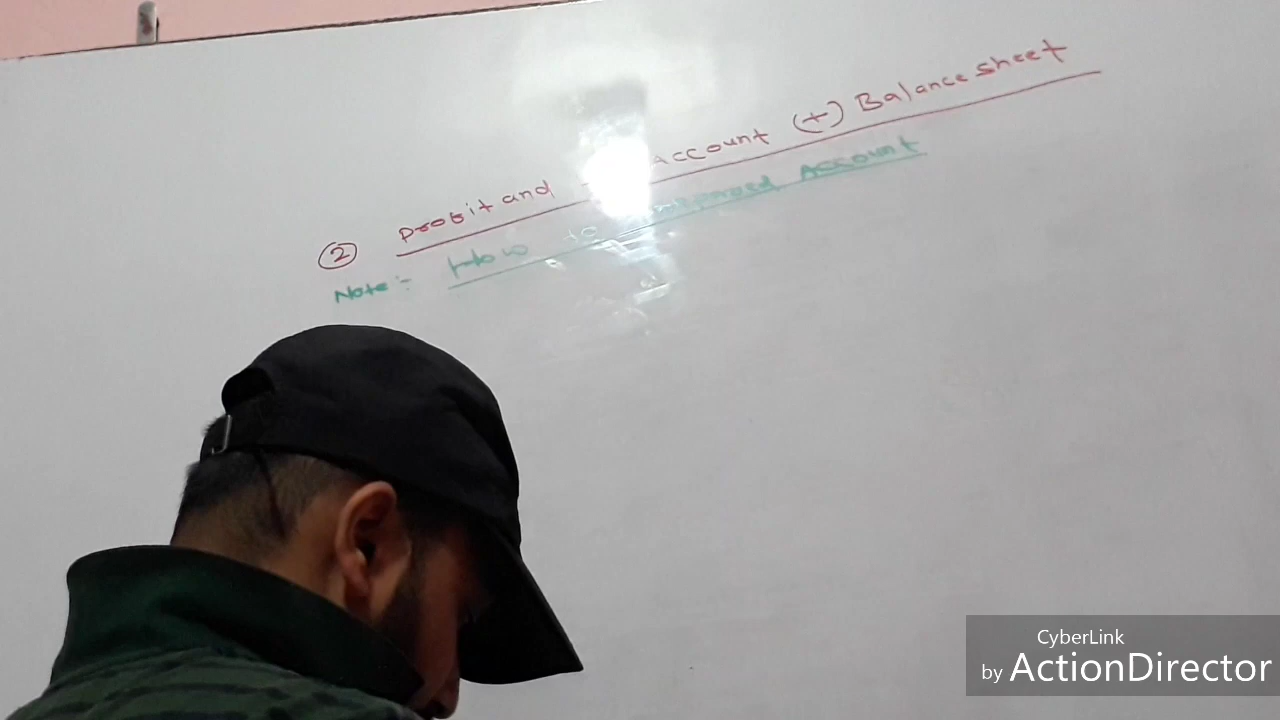 ② profit and Account (+) Balance sheet
Note :- How to Account
CyberLink
by ActionDirector